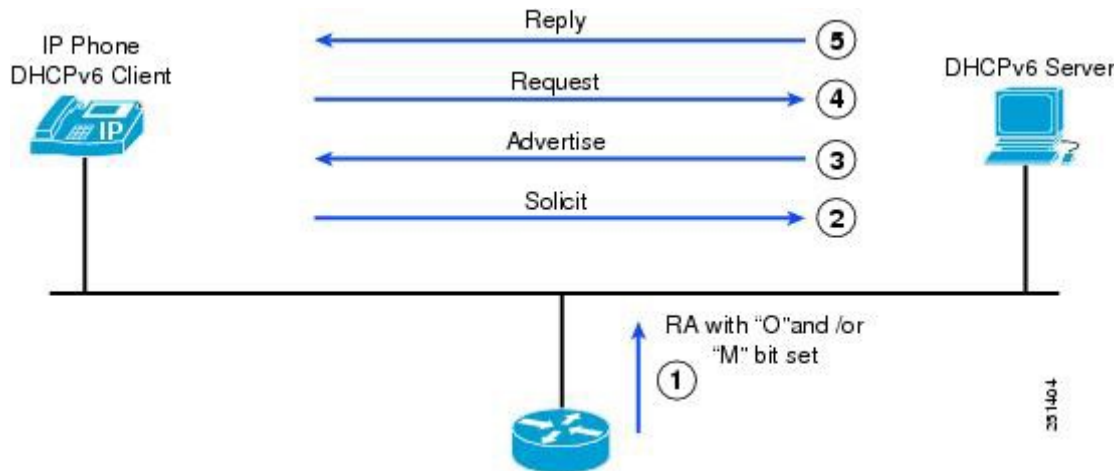 Reply
5
IP Phone
DHCPv6 Client
DHCPv6 Server
Request
4
IP
Advertise
3
Solicit
2
RA with "O"and /or
"M" bit set
1
251404